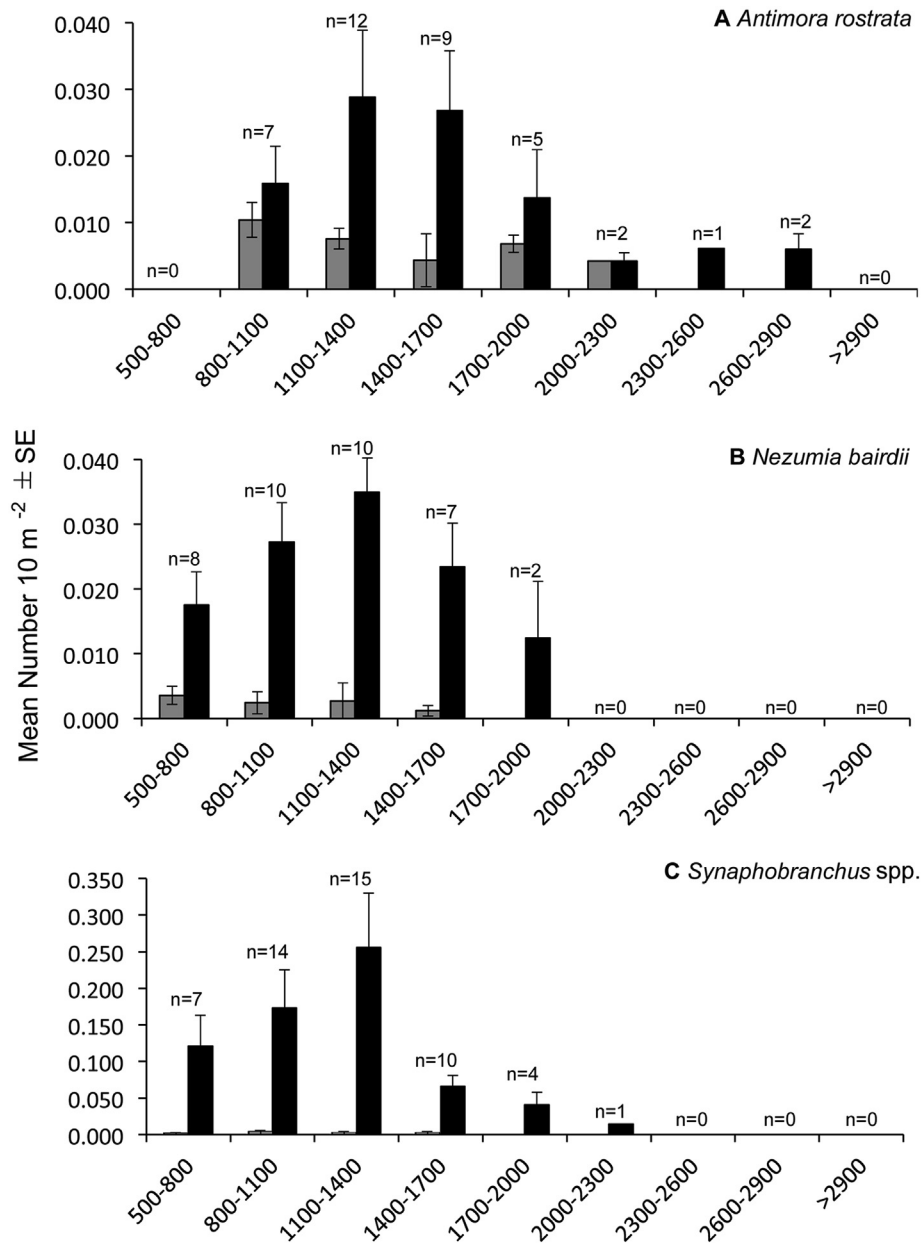 A Antimora rostrata
0.040
0.030
0.020
0.010
0.000
n=0
n=7
n=12
n=9
n=5
n=2
n=1
n=2
n=0
500-800
800-1100
1100-1400
1400-1700
1700-2000
2000-2300
2300-2600
2600-2900
>2900
Mean Number 10 m -2 ± SE
B Nezumia bairdii
0.040
0.030
0.020
0.010
0.000
n=8
n=10
n=10
n=7
n=2
n=0
n=0
n=0
n=0
500-800
800-1100
1100-1400
1400-1700
1700-2000
2000-2300
2300-2600
2600-2900
>2900
C Synaphobranchus spp.
0.350
0.300
0.250
0.200
0.150
0.100
0.050
0.000
n=7
n=14
n=15
n=10
n=4
n=1
n=0
n=0
n=0
500-800
800-1100
1100-1400
1400-1700
1700-2000
2000-2300
2300-2600
2600-2900
>2900